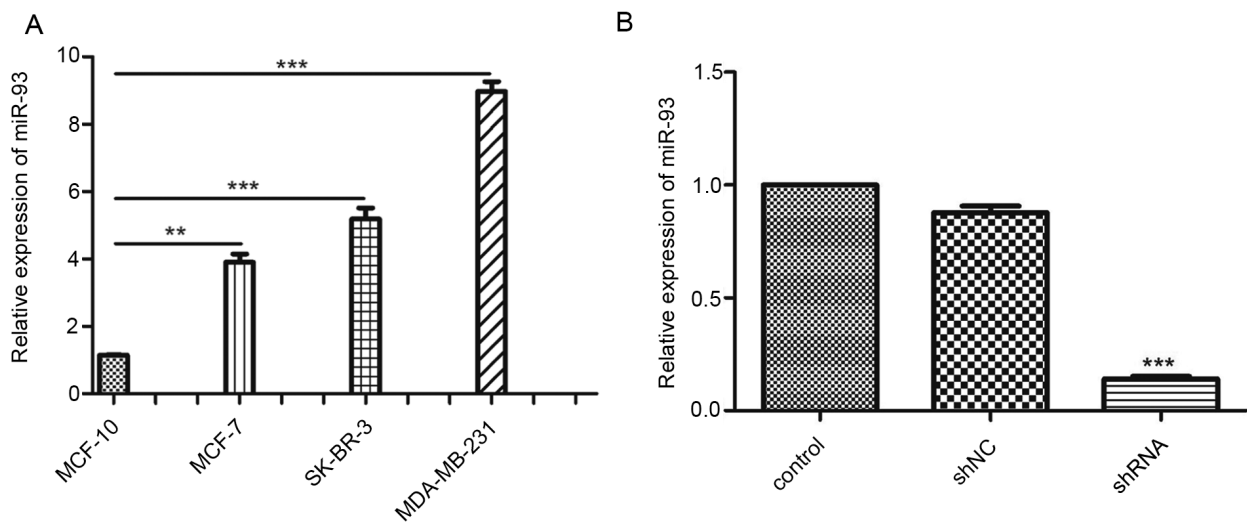 A
Relative expression of miR-93
10
8
6
4
2
0
***
***
**
MCF-10
MCF-7
SK-BR-3
MDA-MB-231
B
Relative expression of miR-93
1.5
1.0
0.5
0.0
***
control
shNC
shRNA